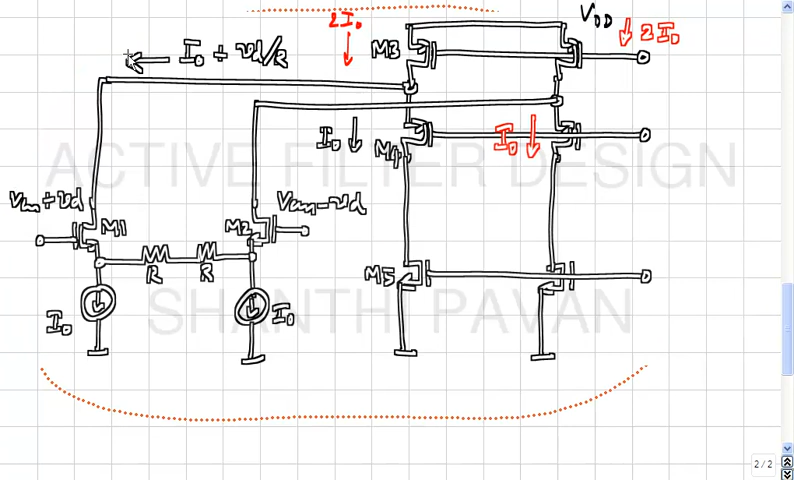 VDD
2I0
2I0
I0 + vd/R
M3
I0
I0
M4
ACTIVE FILTER DESIGN
Vcm+vd
Vcm-vd
M1
M2
R
R
M5
I0
I0
SHANTHI PAVAN
2/2